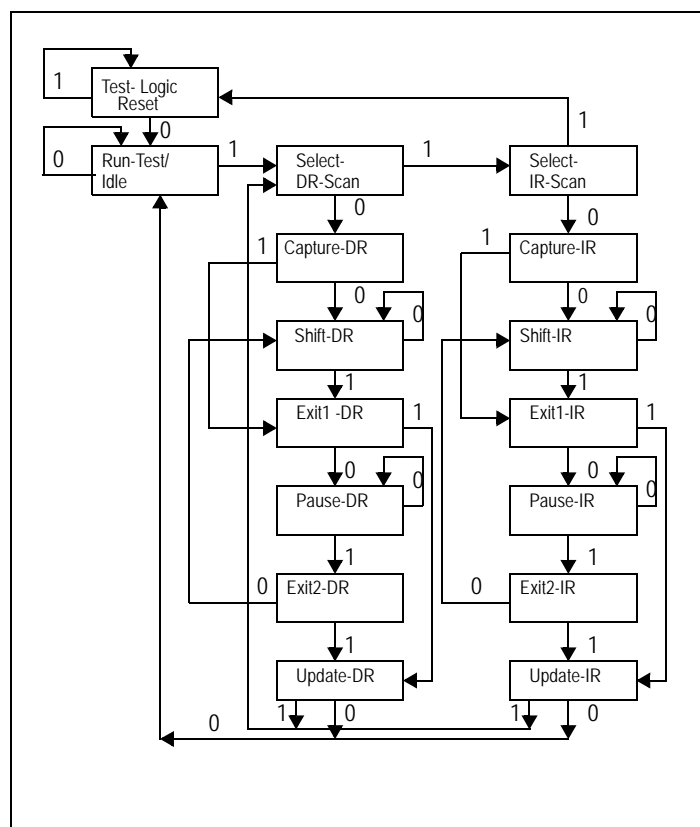 1
Test- Logic
Reset
0
1
0
Run-Test/
Idle
1
Select-
DR-Scan
1
Select-
IR-Scan
0
0
1
Capture-DR
1
Capture-IR
0
0
Shift-DR
0
Shift-IR
0
1
1
Exit1 -DR
1
Exit1-IR
1
0
0
Pause-DR
0
Pause-IR
0
1
1
0
Exit2-DR
0
Exit2-IR
1
1
Update-DR
Update-IR
1
0
1
0
0